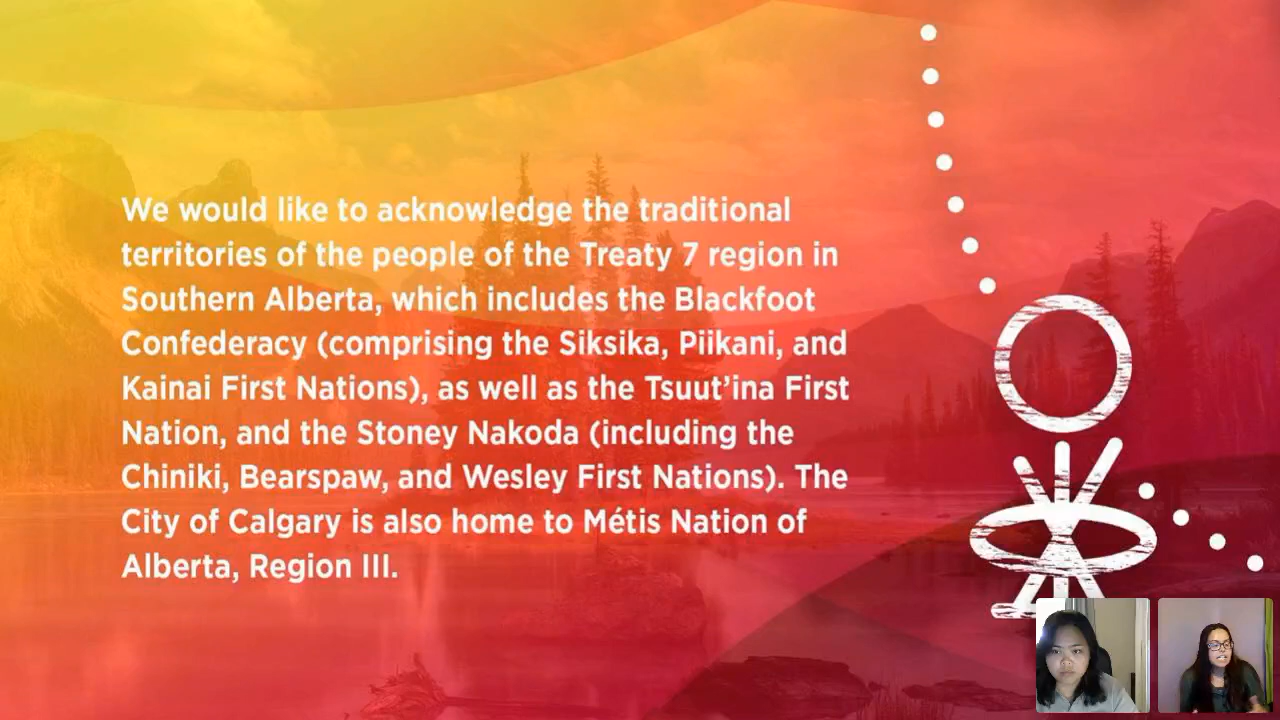 We would like to acknowledge the traditional
territories of the people of the Treaty 7 region in
Southern Alberta, which includes the Blackfoot
Confederacy (comprising the Siksika, Piikani, and
Kainai First Nations), as well as the Tsuut’ina First
Nation, and the Stoney Nakoda (including the
Chiniki, Bearspaw, and Wesley First Nations). The
City of Calgary is also home to Métis Nation of
Alberta, Region III.